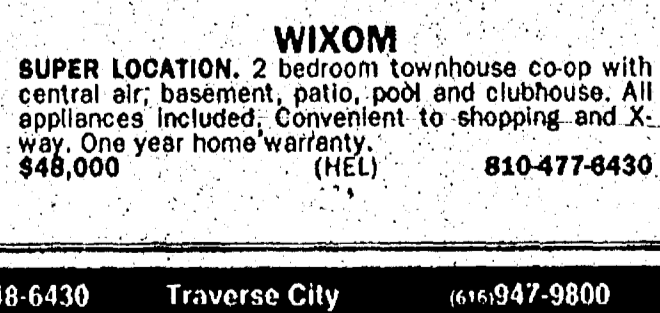 WIXOM
SUPER LOCATION. 2 bedroom townhouse co-op with
central air, basement, patio, pool and clubhouse. All
appliances included, Convenient to shopping and X-
way. One year home warranty.
$48,000 (HEL) 810-477-6430
8-6430 Traverse City (616)947-9800